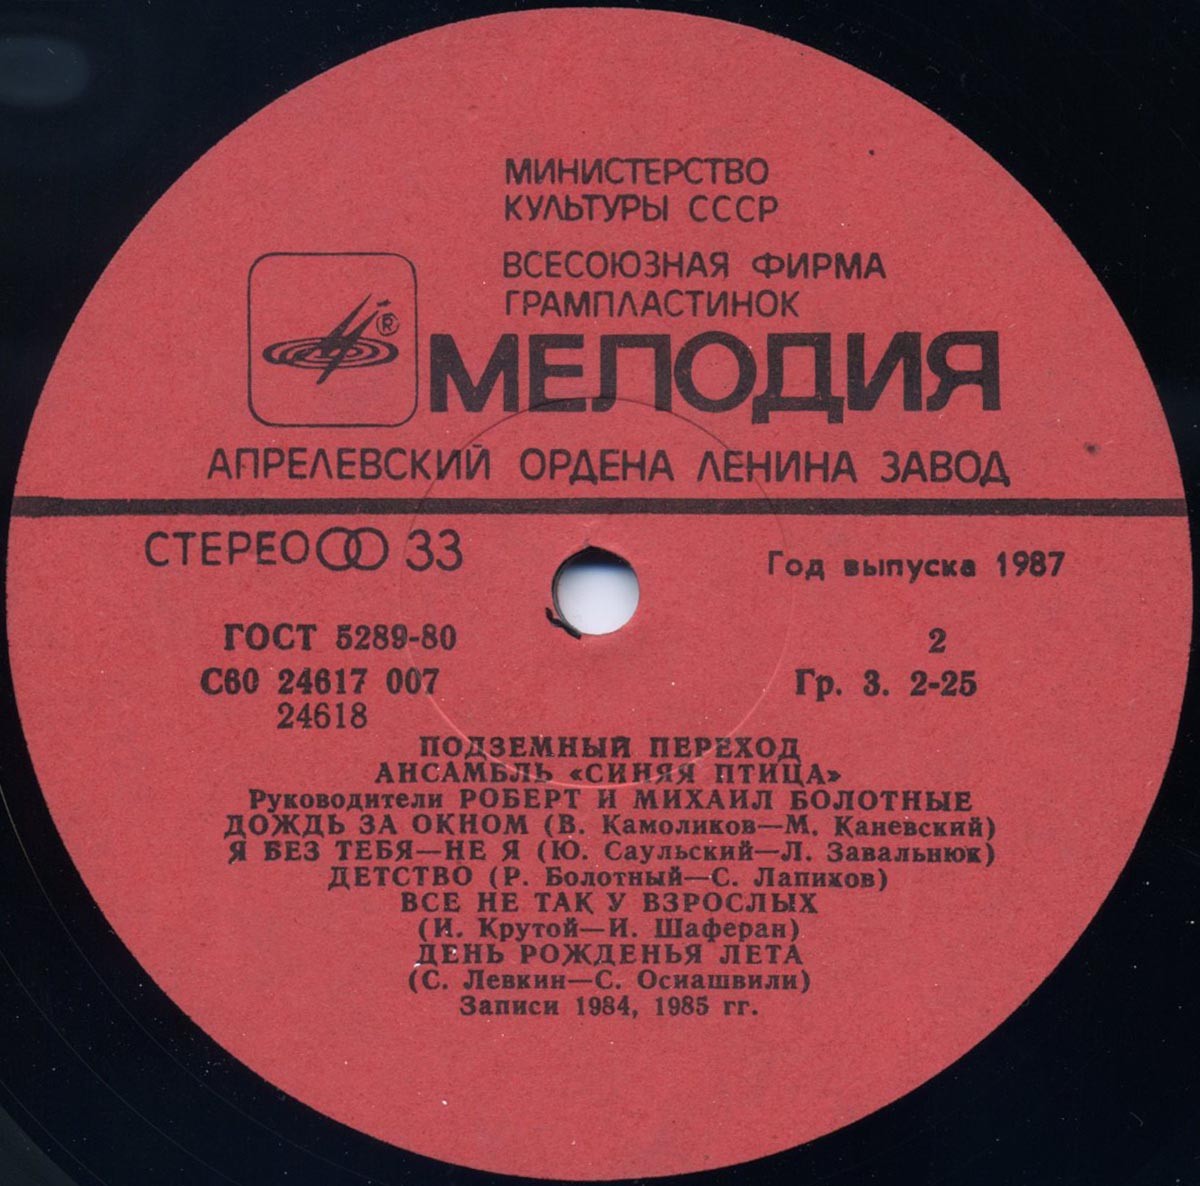 МИНИСТЕРСТВО
КУЛЬТУРЫ СССР
ВСЕСОЮЗНАЯ ФИРМА
ГРАМПЛАСТИНОК
®
МЕЛОДИЯ
АПРЕЛЕВСКИЙ ОРДЕНА ЛЕНИНА ЗАВОД
СТЕРЕО 33
Год выпуска 1987
ГОСТ 5289-80
2
С60 24617 007
Гр. 3. 2-25
24618
ПОДЗЕМНЫЙ ПЕРЕХОД
АНСАМБЛЬ «СИНЯЯ ПТИЦА»
Руководители РОБЕРТ И МИХАИЛ БОЛОТНЫЕ
ДОЖДЬ ЗА ОКНОМ (В. Камоликов—М. Каневский)
Я БЕЗ ТЕБЯ—НЕ Я (Ю. Саульский—Л. Завальнюк)
ДЕТСТВО (Р. Болотный—С. Лапихов)
ВСЕ НЕ ТАК У ВЗРОСЛЫХ
(И. Крутой—И. Шаферан)
ДЕНЬ РОЖДЕНЬЯ ЛЕТА
(С. Левкин—С. Осиашвили)
Записи 1984, 1985 гг.